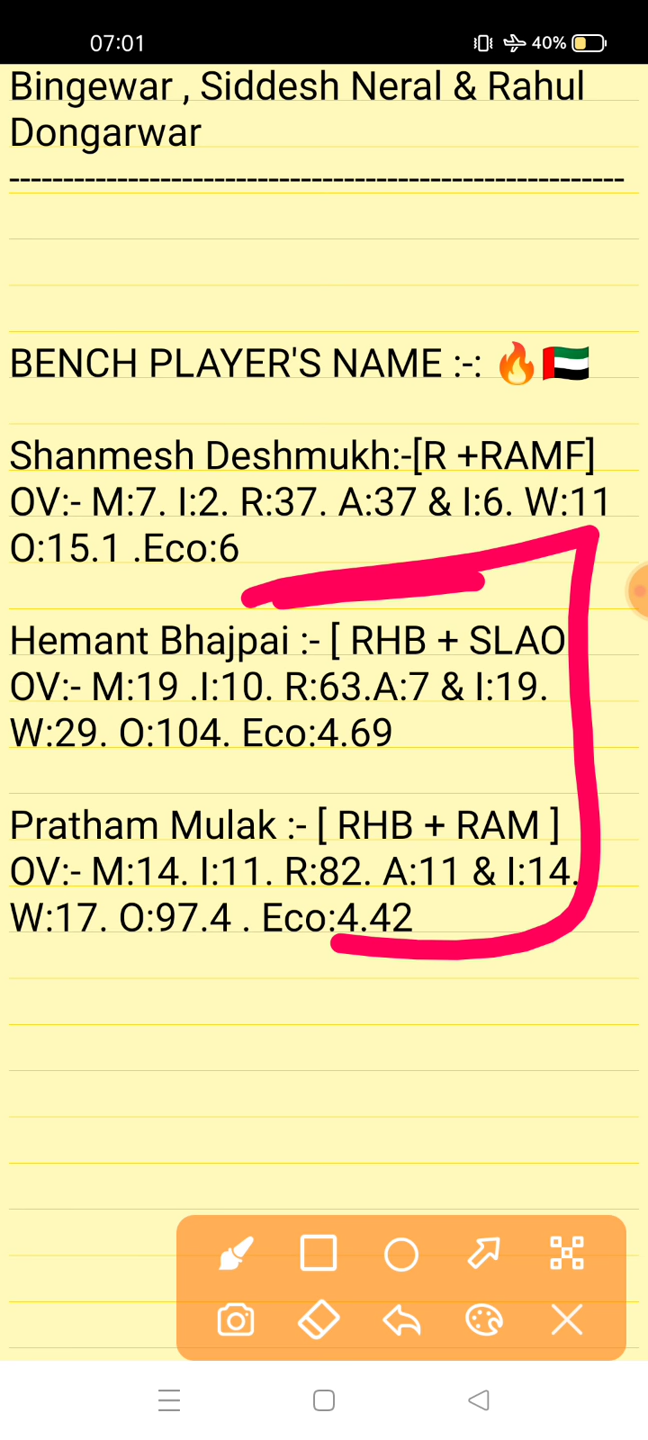 07:01
40%
Bingewar , Siddesh Neral & Rahul
Dongarwar
---------------------------------------------------------
BENCH PLAYER'S NAME :-: 🔥🇦🇪
Shanmesh Deshmukh:-[R +RAMF]
OV:- M:7. I:2. R:37. A:37 & I:6. W:11
O:15.1 .Eco:6
Hemant Bhajpai :- [ RHB + SLAO
OV:- M:19 .I:10. R:63.A:7 & I:19.
W:29. O:104. Eco:4.69
Pratham Mulak :- [ RHB + RAM ]
OV:- M:14. I:11. R:82. A:11 & I:14.
W:17. O:97.4 . Eco:4.42